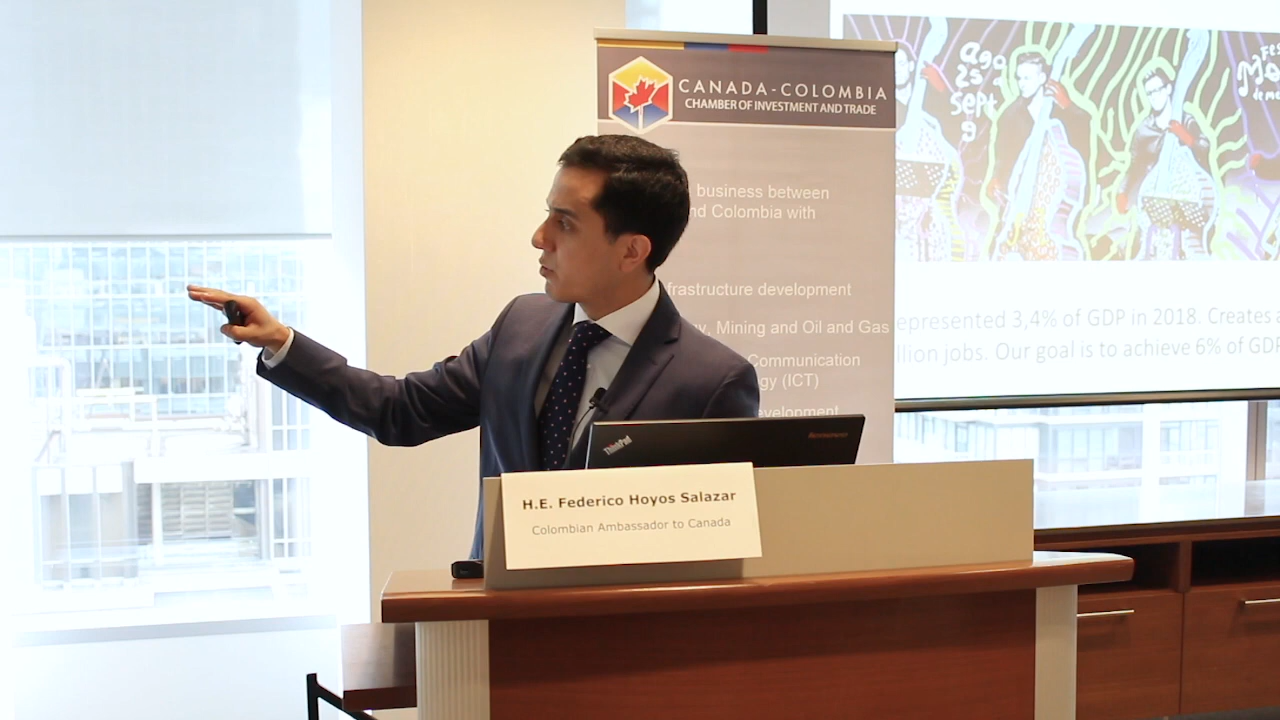 CANADA-COLOMBIA
CHAMBER OF INVESTMENT AND TRADE
business between
nd Colombia with
frastructure development
y, Mining and Oil and Gas
Communication
gy (ICT)
evelopment
ago
25
Sept
9
Fes
epresented 3,4% of GDP in 2018. Creates
llion jobs. Our goal is to achieve 6% of GDP
ThinkPad
H.E. Federico Hoyos Salazar
Colombian Ambassador to Canada